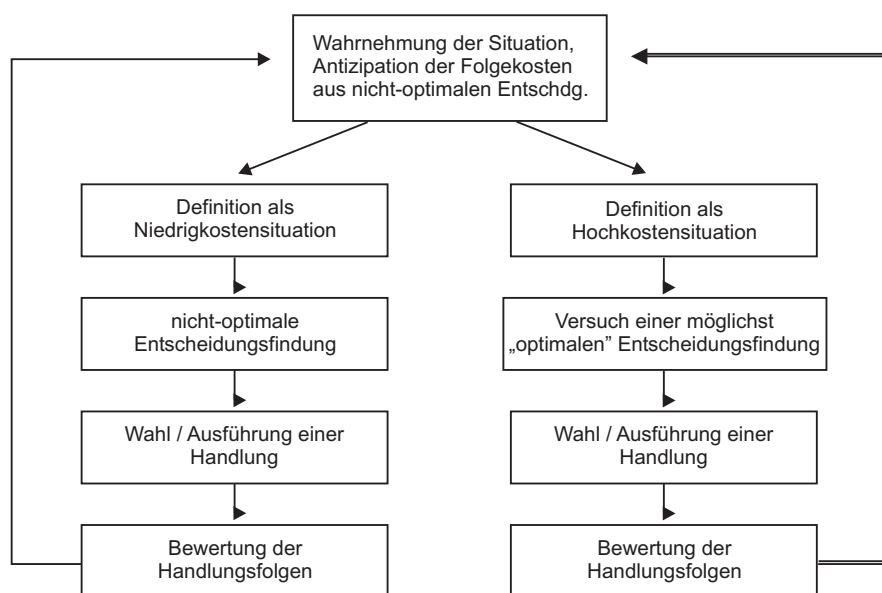 Wahrnehmung der Situation,
Antizipation der Folgekosten
aus nicht-optimalen Entschdg.
Definition als
Niedrigkostensituation
nicht-optimale
Entscheidungsfindung
Wahl / Ausführung einer
Handlung
Bewertung der
Handlungsfolgen
Definition als
Hochkostensituation
Versuch einer möglichst
„optimalen” Entscheidungsfindung
Wahl / Ausführung einer
Handlung
Bewertung der
Handlungsfolgen